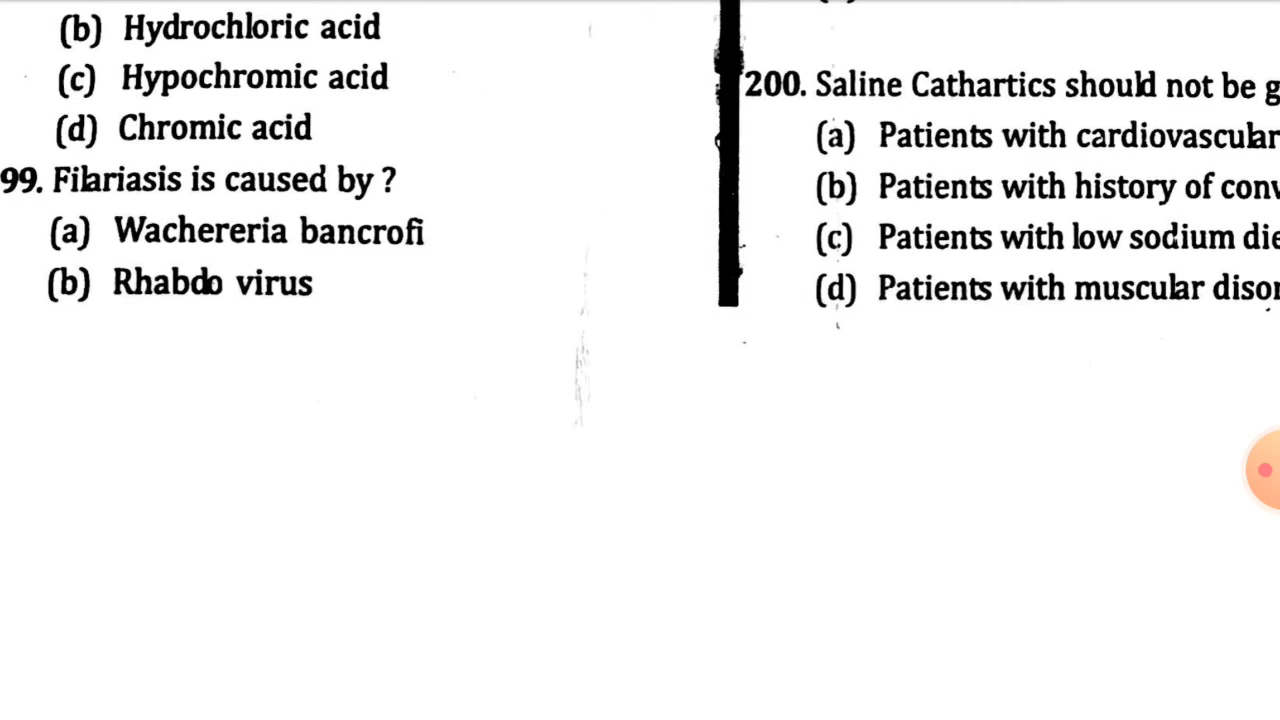 (b) Hydrochloric acid
(c) Hypochromic acid
(d) Chromic acid
99. Filariasis is caused by ?
(a) Wachereria bancrofi
(b) Rhabdo virus
200. Saline Cathartics should not be g
(a) Patients with cardiovascular
(b) Patients with history of conv
(c) Patients with low sodium die
(d) Patients with muscular disor